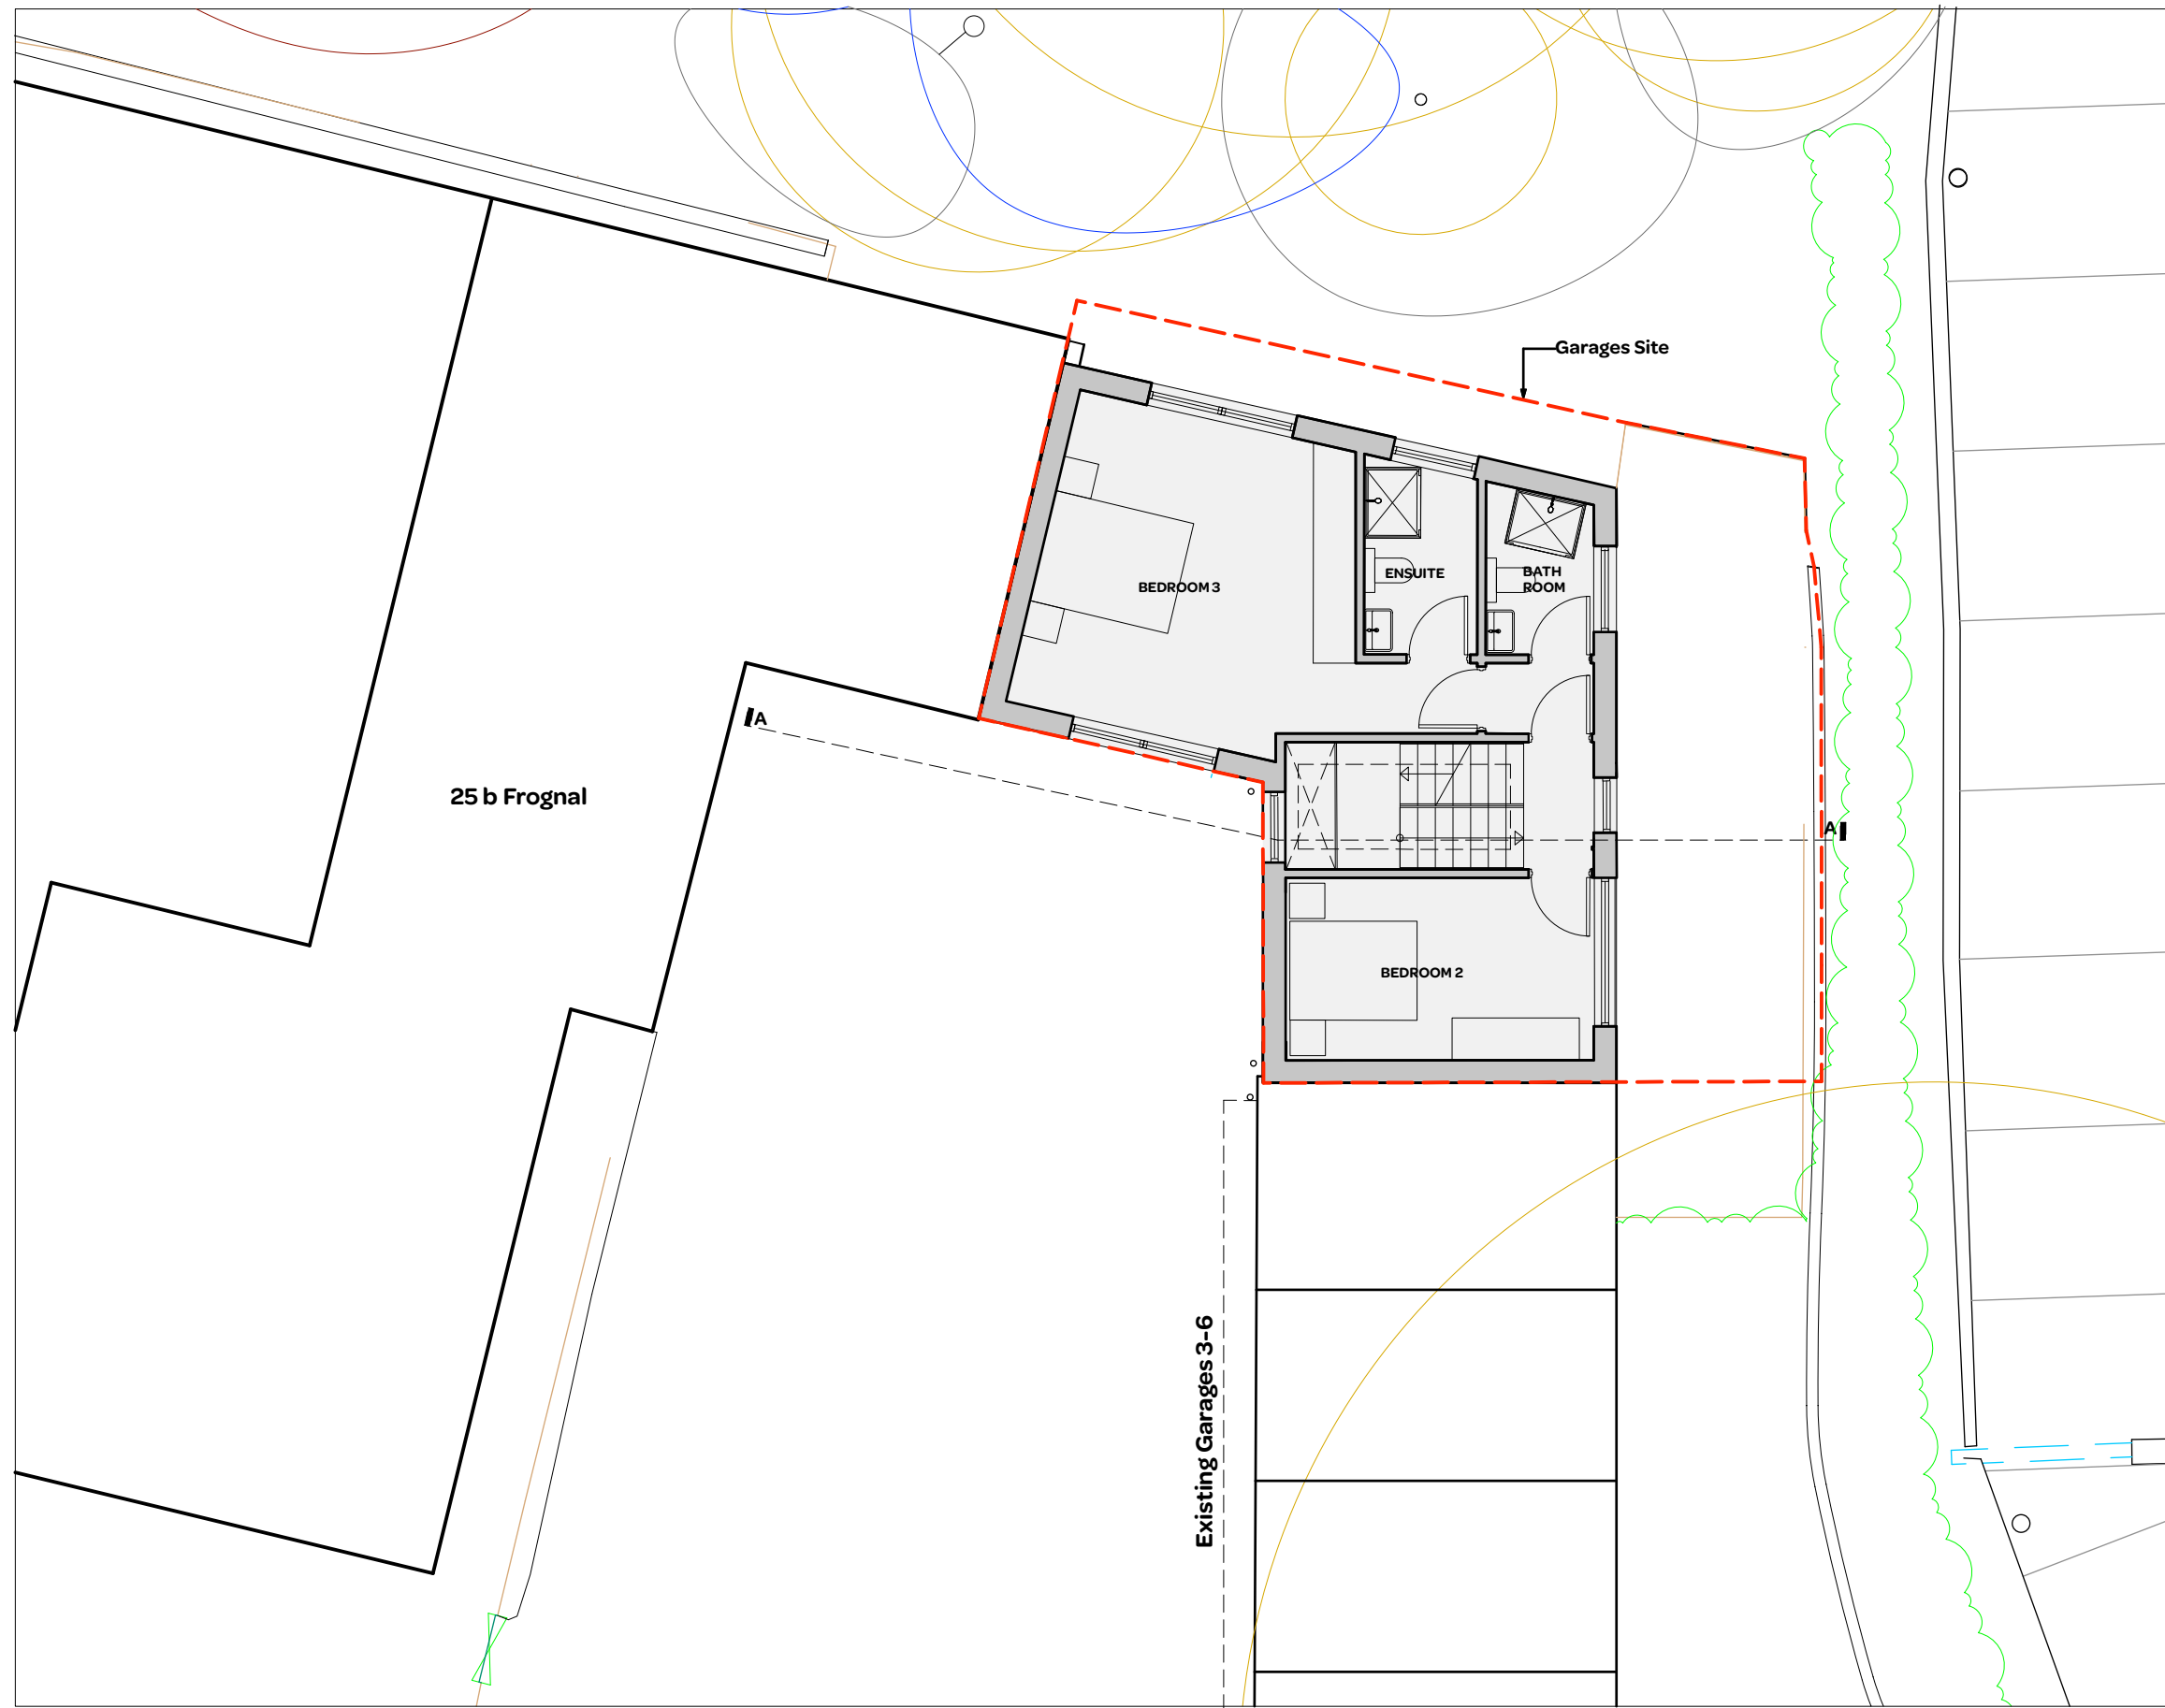 Garages Site
ENSUITE
BATH
ROOM
BEDROOM 3
A
25 b Frognal
A
BEDROOM 2
Existing Garages 3-6